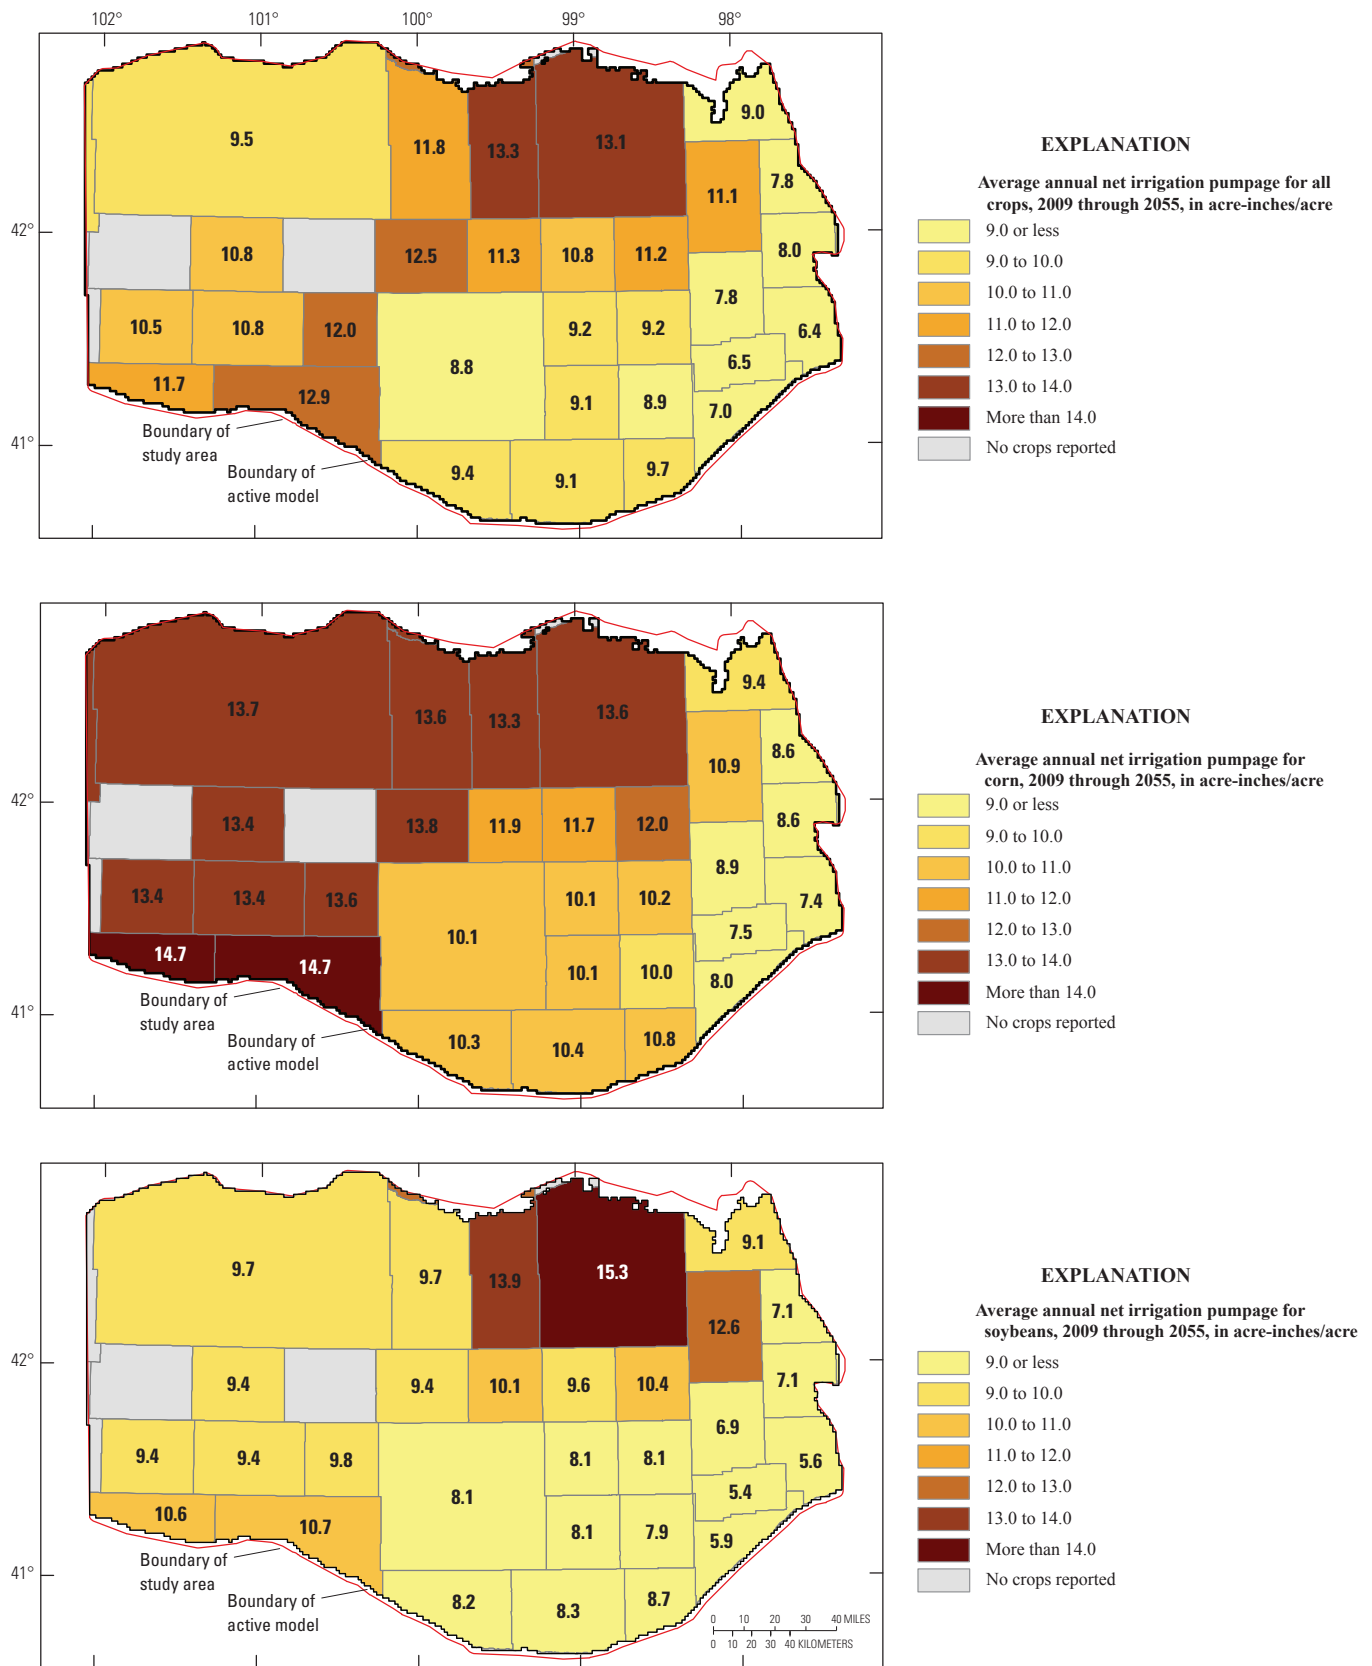 102° 101° 100° 99° 98°
9.0
9.5 11.8 13.3 13.1
7.8
11.1
42°
10.8 12.5 11.3 10.8 11.2 8.0
7.8
10.5 10.8 12.0 9.2 9.2 6.4
8.8 6.5
11.7 12.9 9.1 8.9 7.0
Boundary of
study area
41°
Boundary of
active model
9.4 9.1 9.7
EXPLANATION
Average annual net irrigation pumpage for all
crops, 2009 through 2055, in acre-inches/acre
9.0 or less
9.0 to 10.0
10.0 to 11.0
11.0 to 12.0
12.0 to 13.0
13.0 to 14.0
More than 14.0
No crops reported
9.4
13.7 13.6 13.3 13.6
8.6
10.9
42°
13.4 13.8 11.9 11.7 12.0 8.6
8.9
13.4 13.4 13.6 10.1 10.2 7.4
10.1 7.5
14.7 14.7 10.1 10.0 8.0
Boundary of
study area
41°
Boundary of
active model
10.3 10.4 10.8
EXPLANATION
Average annual net irrigation pumpage for
corn, 2009 through 2055, in acre-inches/acre
9.0 or less
9.0 to 10.0
10.0 to 11.0
11.0 to 12.0
12.0 to 13.0
13.0 to 14.0
More than 14.0
No crops reported
9.1
9.7 9.7 13.9 15.3
7.1
12.6
42°
9.4 9.4 10.1 9.6 10.4 7.1
6.9
9.4 9.4 9.8 8.1 8.1 5.6
8.1 5.4
10.6 10.7 8.1 7.9 5.9
Boundary of
study area
41°
Boundary of
active model
8.2 8.3 8.7
0 10 20 30 40 MILES
0 10 20 30 40 KILOMETERS
EXPLANATION
Average annual net irrigation pumpage for
soybeans, 2009 through 2055, in acre-inches/acre
9.0 or less
9.0 to 10.0
10.0 to 11.0
11.0 to 12.0
12.0 to 13.0
13.0 to 14.0
More than 14.0
No crops reported